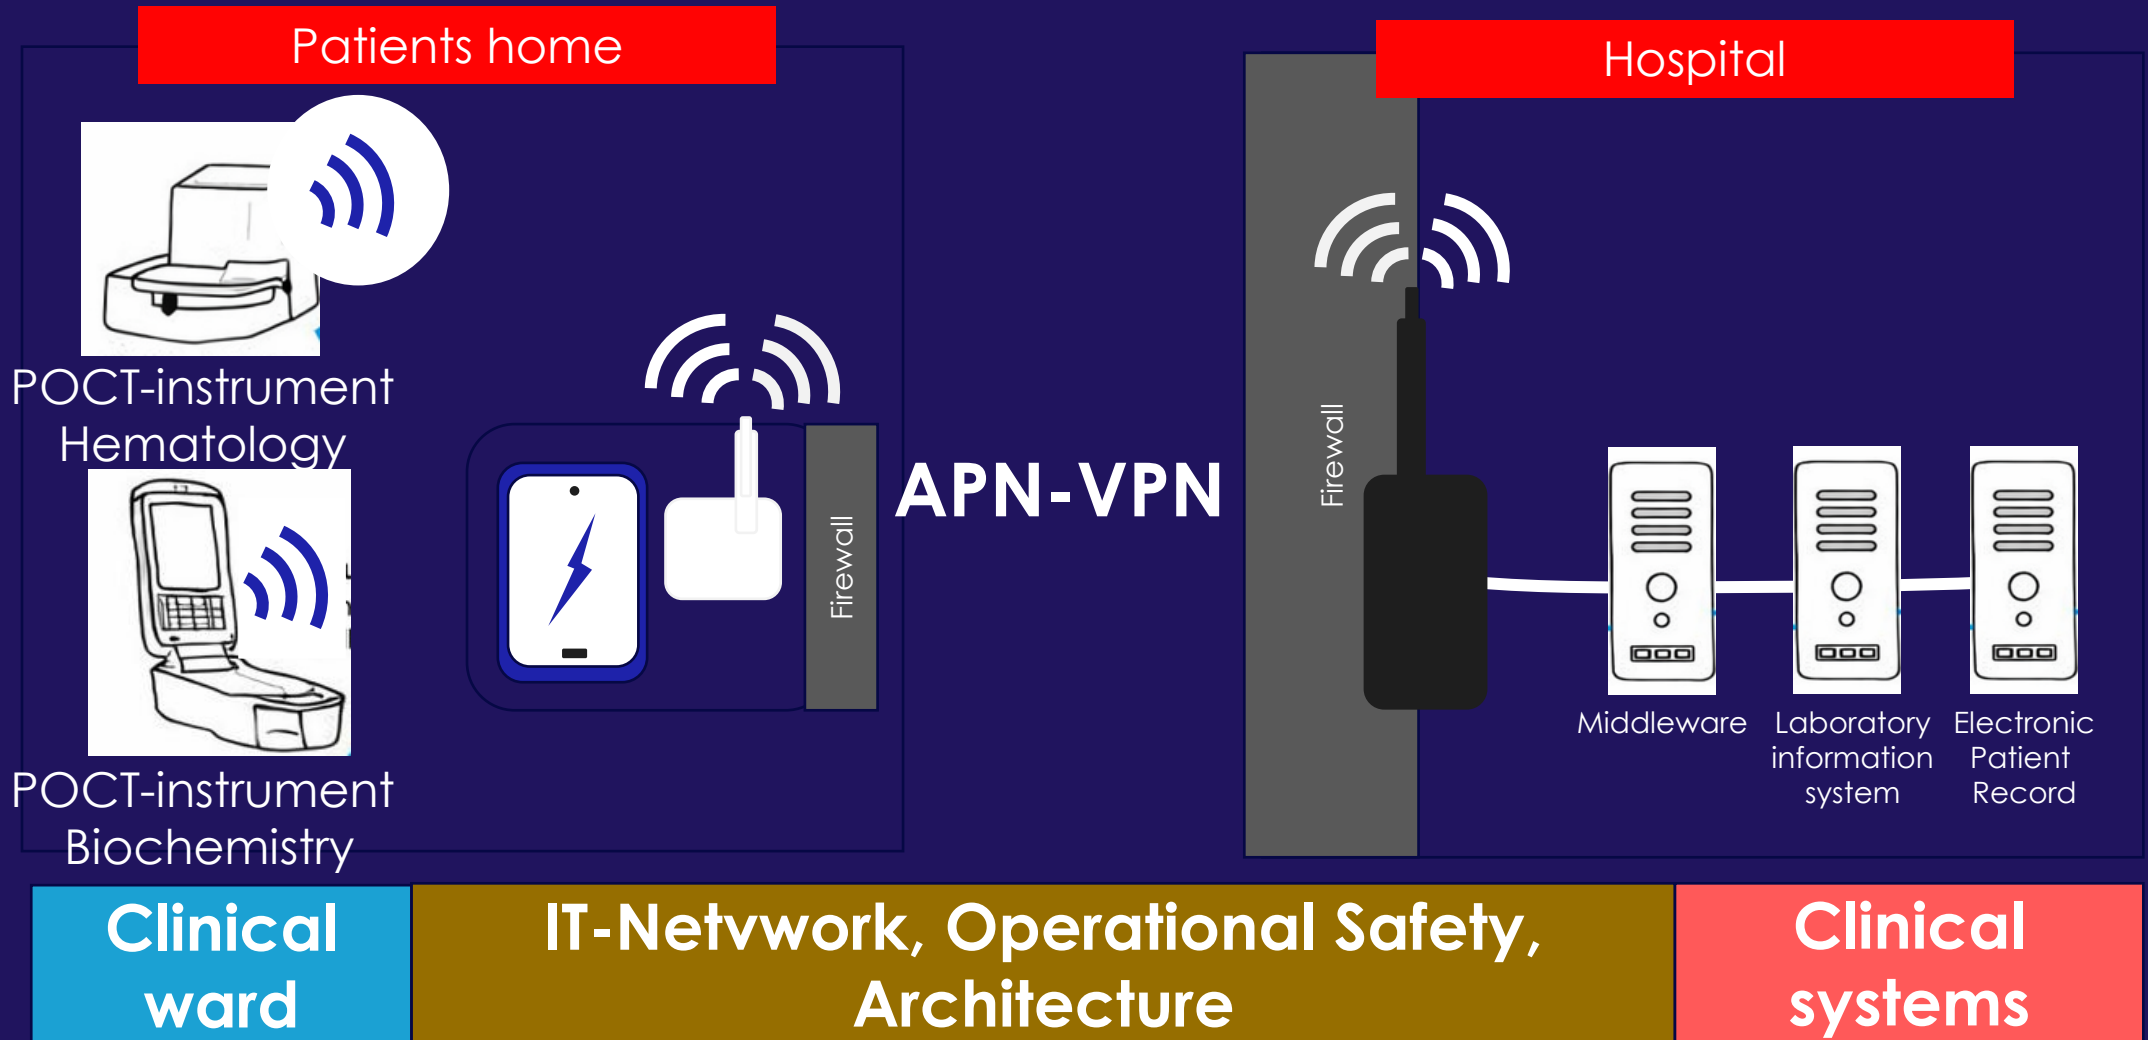 Patients home
Hospital
POCT-instrument
Hematology
POCT-instrument
Biochemistry
Firewall
APN-VPN
Firewall
Middleware
Laboratory
information
system
Electronic
Patient
Record
Clinical
ward
IT-Netvwork, Operational Safety,
Architecture
Clinical
systems